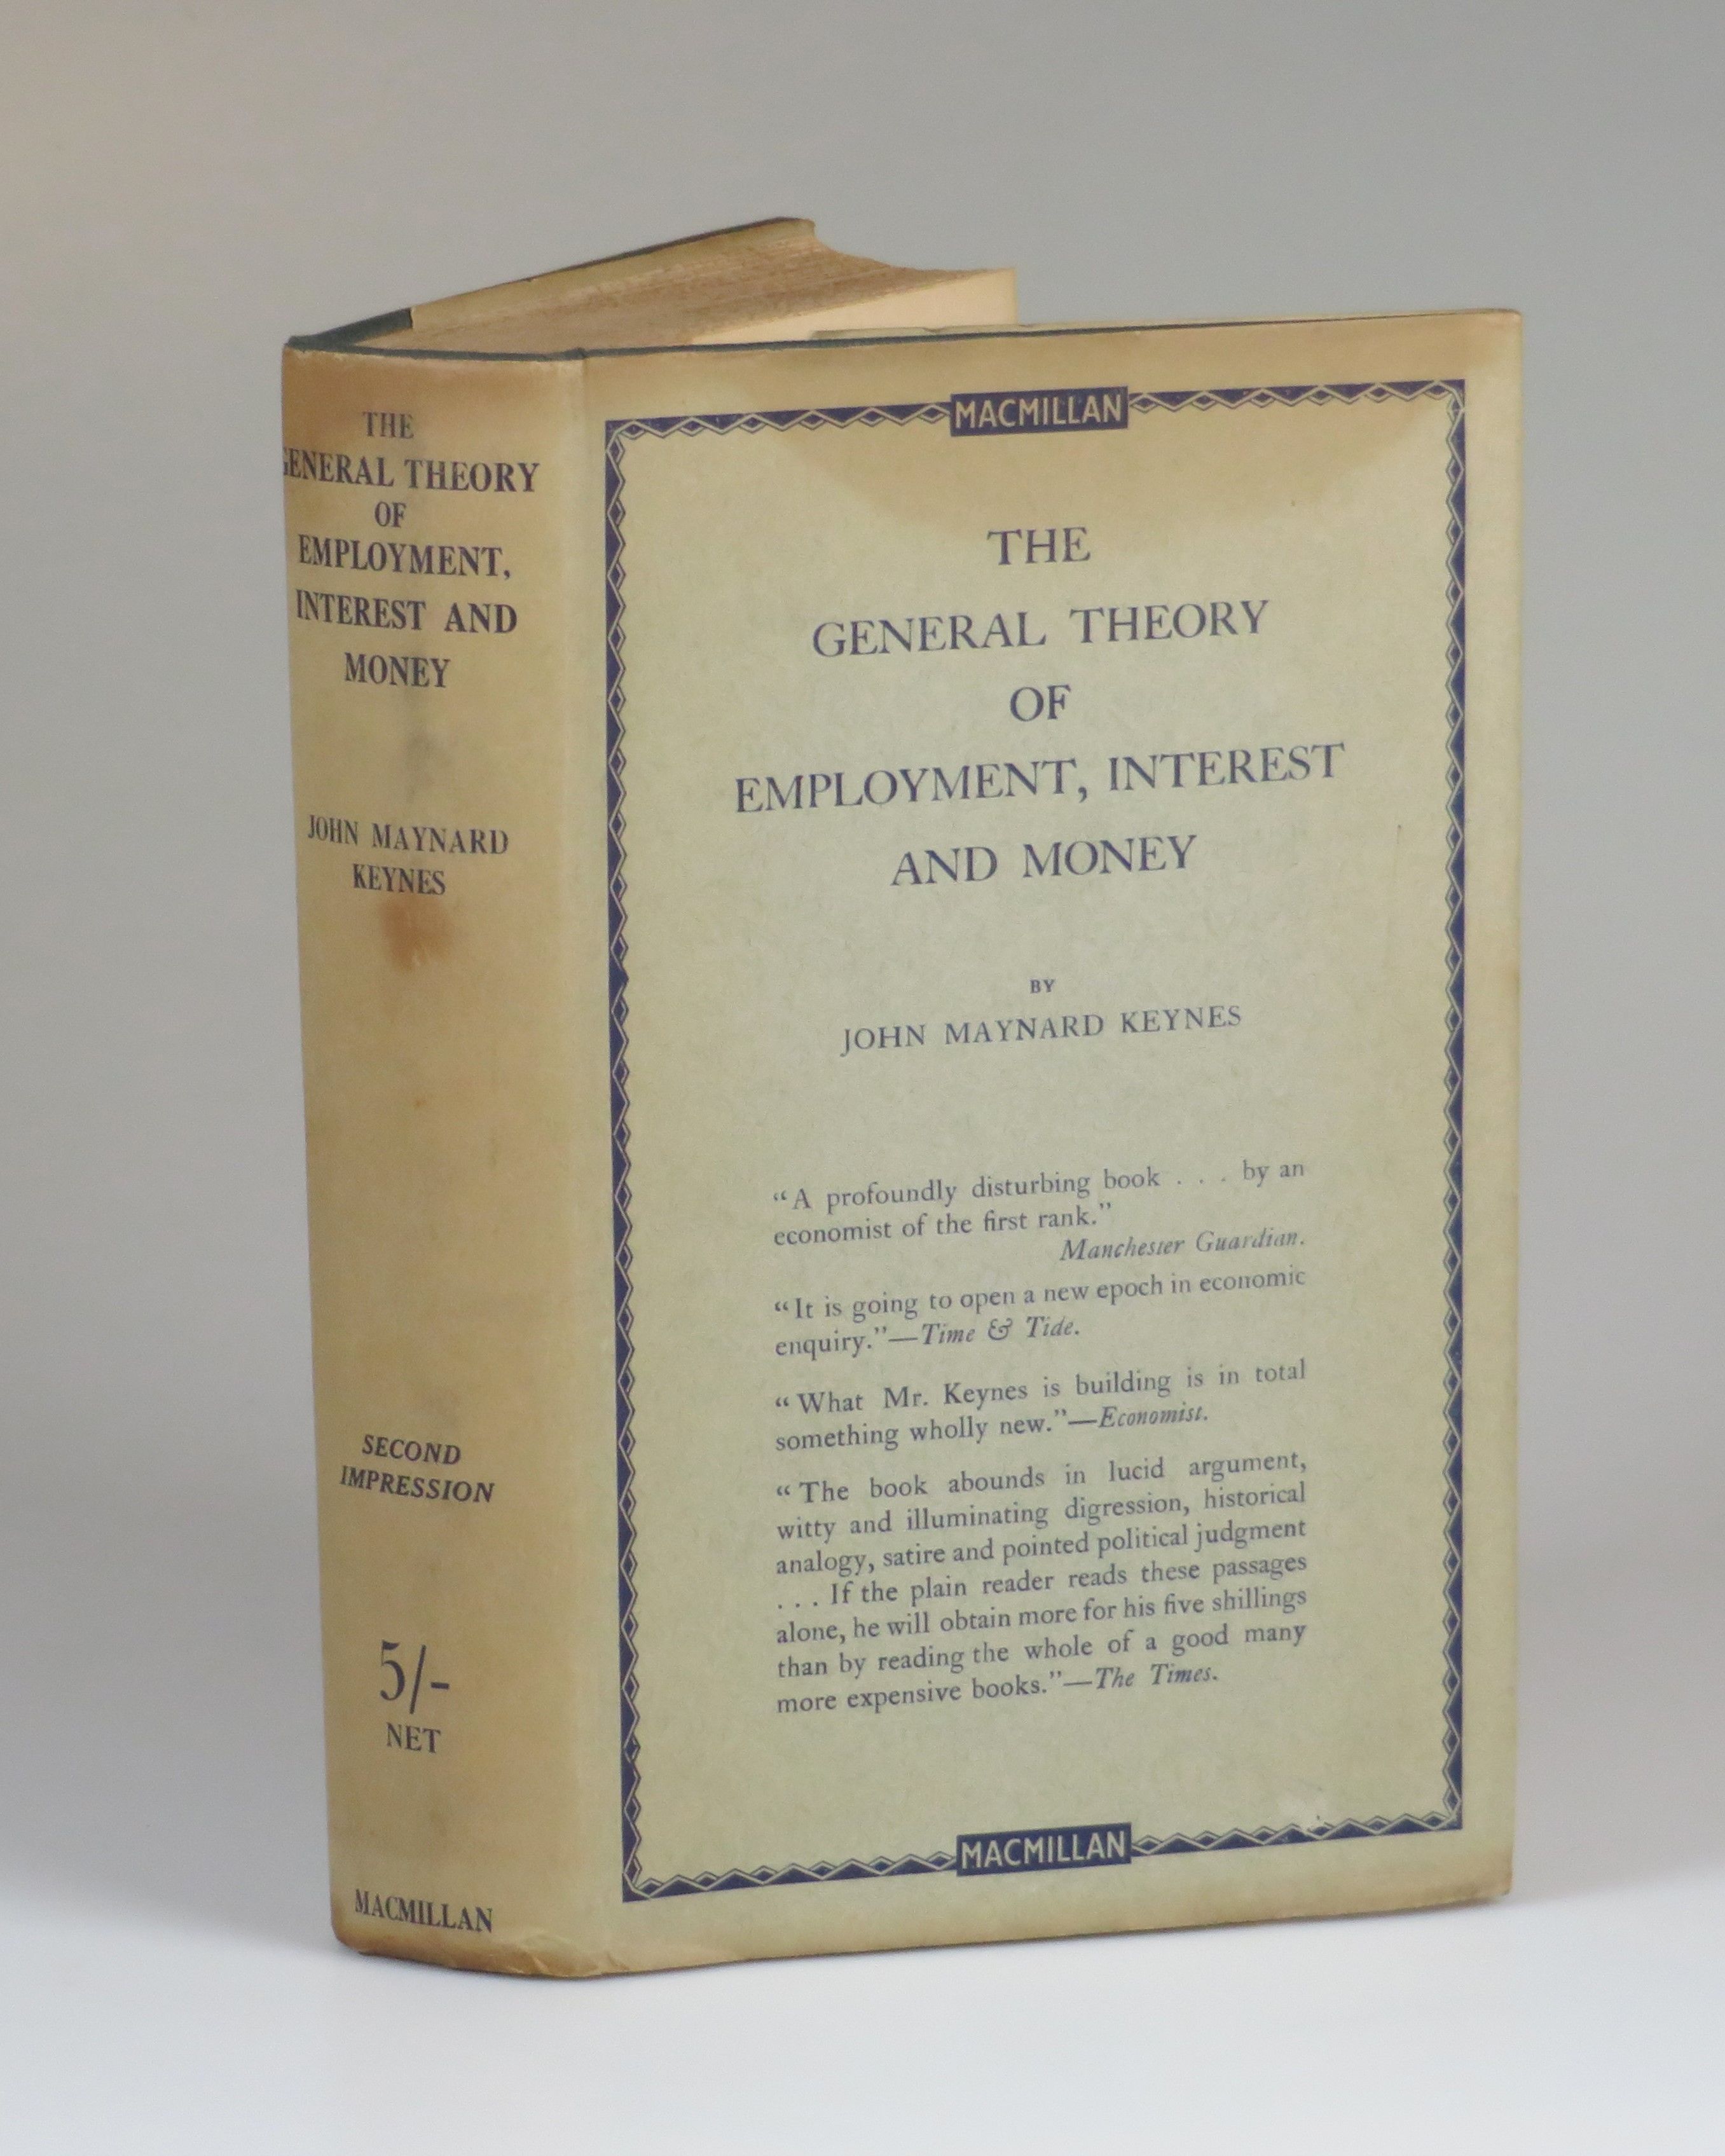 THE
GENERAL THEORY
OF
EMPLOYMENT,
INTEREST AND
MONEY
JOHN MAYNARD
KEYNES
SECOND
IMPRESSION
5/-
NET
MACMILLAN
MACMILLAN
THE
GENERAL THEORY
OF
EMPLOYMENT, INTEREST
AND MONEY
BY
JOHN MAYNARD KEYNES
“A profoundly disturbing book . . . by an
economist of the first rank.”
Manchester Guardian.
“It is going to open a new epoch in economic
enquiry.”—Time & Tide.
“What Mr. Keynes is building is in total
something wholly new.”—Economist.
“The book abounds in lucid argument,
witty and illuminating digression, historical
analogy, satire and pointed political judgment
. . . If the plain reader reads these passages
alone, he will obtain more for his five shillings
than by reading the whole of a good many
more expensive books.”—The Times.
MACMILLAN